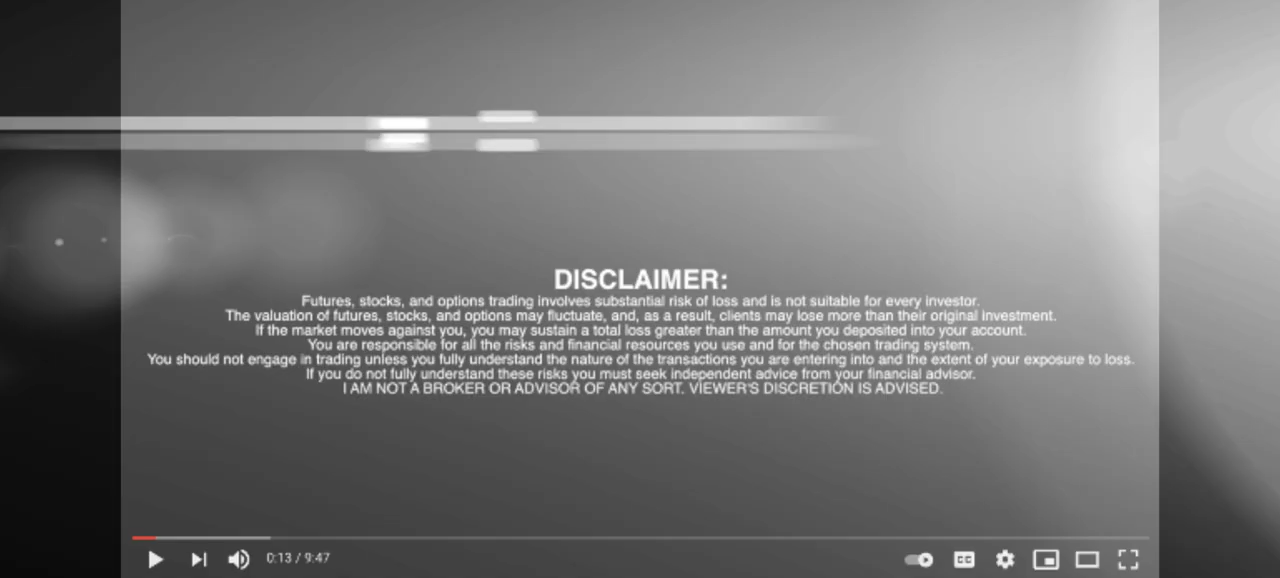 DISCLAIMER:
Futures, stocks, and options trading involves substantial risk of loss and is not suitable for every investor.
The valuation of futures, stocks, and options may fluctuate, and, as a result, clients may lose more than their original investment.
If the market moves against you, you may sustain a total loss greater than the amount you deposited into your account.
You are responsible for all the risks and financial resources you use and for the chosen trading system.
You should not engage in trading unless you fully understand the nature of the transactions you are entering into and the extent of your exposure to loss.
If you do not fully understand these risks you must seek independent advice from your financial advisor.
I AM NOT A BROKER OR ADVISOR OF ANY SORT. VIEWER'S DISCRETION IS ADVISED.
0:13 / 9:47
CC